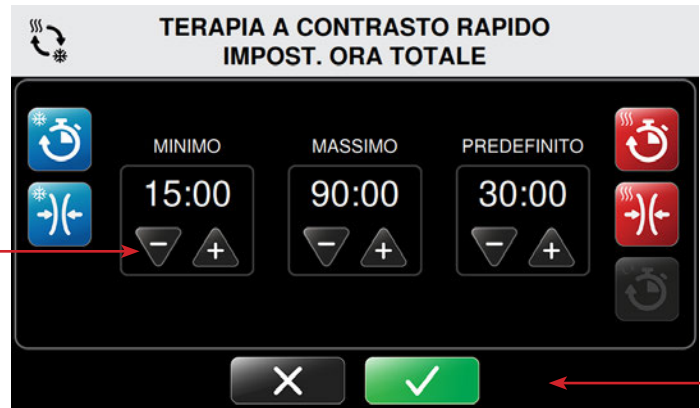 TERAPIA A CONTRASTO RAPIDO
IMPOST. ORA TOTALE
MINIMO MASSIMO PREDEFINITO
15:00 90:00 30:00
− + − + − +